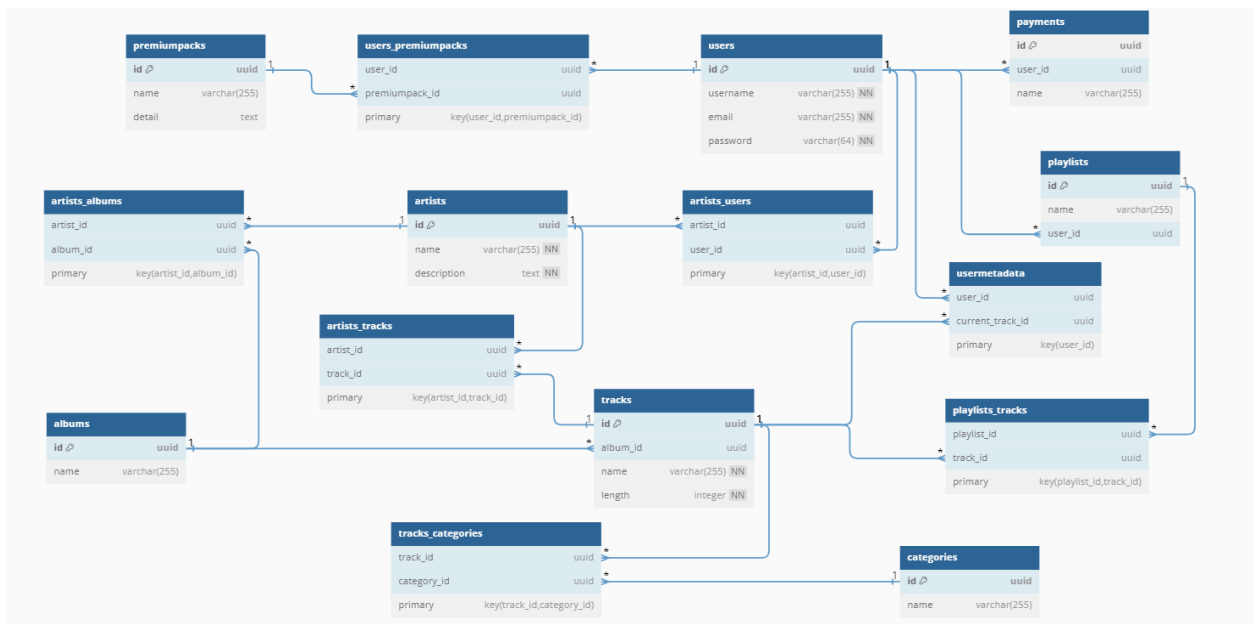 premiumpacks
id uuid
name varchar(255)
detail text
users_premiumpacks
user_id uuid
premiumpack_id uuid
primary key(user_id,premiumpack_id)
users
id uuid
username varchar(255) NN
email varchar(255) NN
password varchar(64) NN
payments
id uuid
user_id uuid
name varchar(255)
playlists
id uuid
name varchar(255)
user_id uuid
artists_albums
artist_id uuid
album_id uuid
primary key(artist_id,album_id)
artists
id uuid
name varchar(255) NN
description text NN
artists_users
artist_id uuid
user_id uuid
primary key(artist_id,user_id)
usermetadata
user_id uuid
current_track_id uuid
primary key(user_id)
artists_tracks
artist_id uuid
track_id uuid
primary key(artist_id,track_id)
albums
id uuid
name varchar(255)
tracks
id uuid
album_id uuid
name varchar(255) NN
length integer NN
playlists_tracks
playlist_id uuid
track_id uuid
primary key(playlist_id,track_id)
tracks_categories
track_id uuid
category_id uuid
primary key(track_id,category_id)
categories
id uuid
name varchar(255)